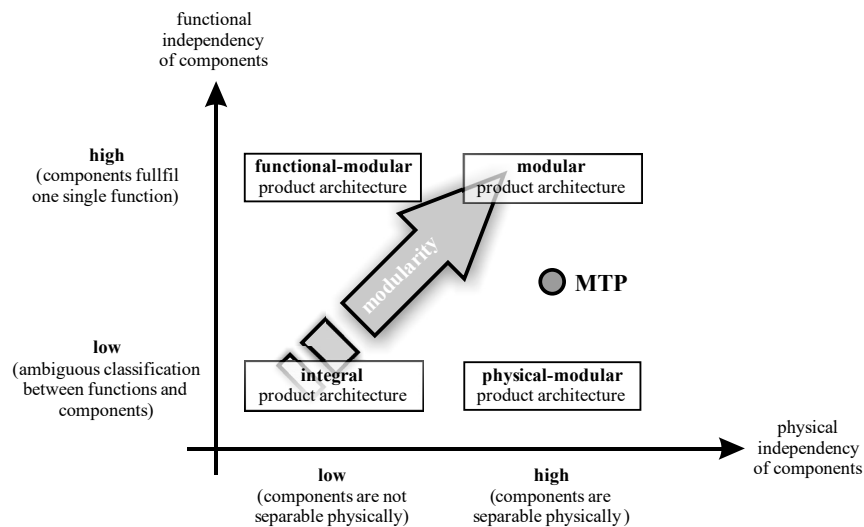 functional
independency
of components
high
(components fullfil
one single function)
functional-modular
product architecture
modular
product architecture
modularity
MTP
low
(ambiguous classification
between functions and
components)
integral
product architecture
physical-modular
product architecture
physical
independency
of components
low
(components are not
separable physically)
high
(components are
separable physically)